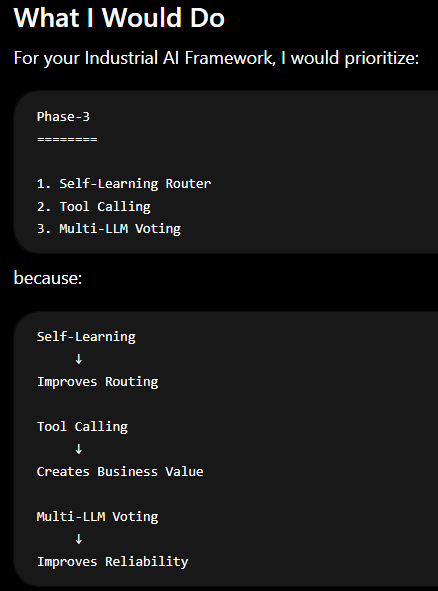 What I Would Do
For your Industrial AI Framework, I would prioritize:
Phase-3
========
1. Self-Learning Router
2. Tool Calling
3. Multi-LLM Voting
because:
Self-Learning
↓
Improves Routing
Tool Calling
↓
Creates Business Value
Multi-LLM Voting
↓
Improves Reliability